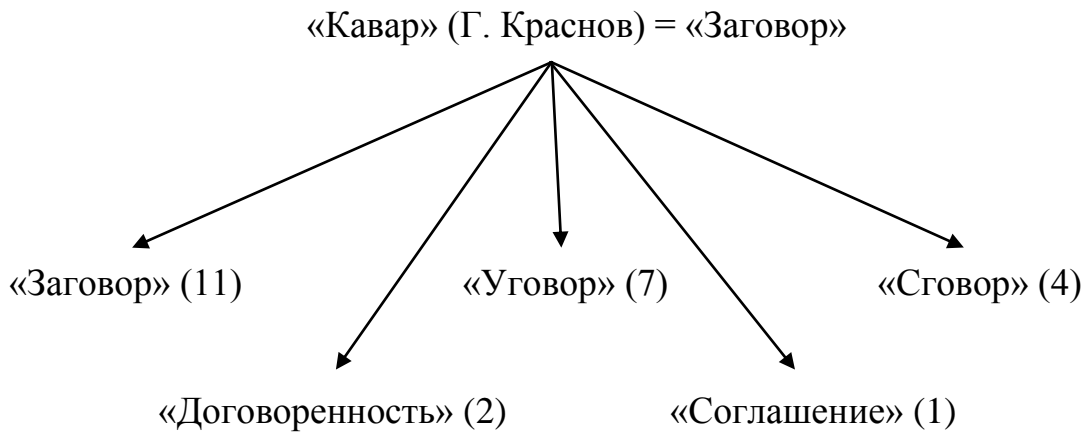 «Кавар» (Г. Краснов) = «Заговор»
«Заговор» (11) «Уговор» (7) «Сговор» (4)
«Договоренность» (2) «Соглашение» (1)